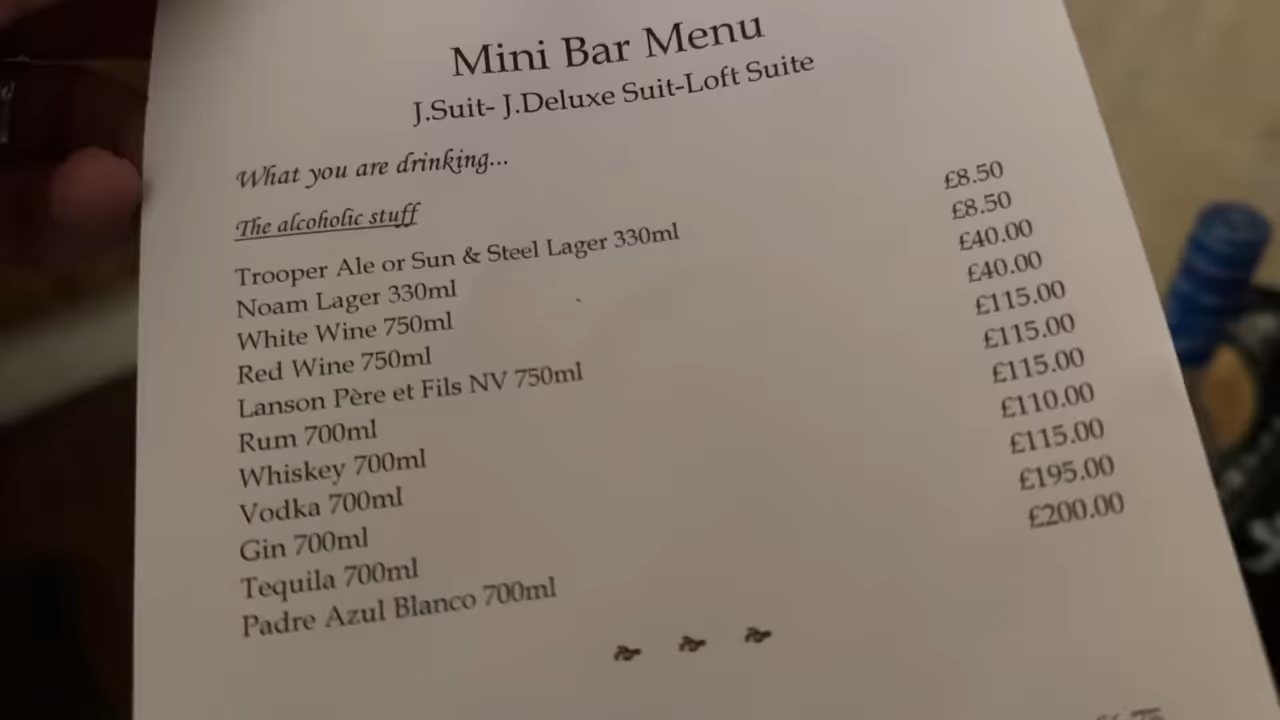 Mini Bar Menu
J.Suit- J.Deluxe Suit-Loft Suite
What you are drinking...
The alcoholic stuff
Trooper Ale or Sun & Steel Lager 330ml £8.50
Noam Lager 330ml £8.50
White Wine 750ml £40.00
Red Wine 750ml £40.00
Lanson Père et Fils NV 750ml £115.00
Rum 700ml £115.00
Whiskey 700ml £115.00
Vodka 700ml £110.00
Gin 700ml £115.00
Tequila 700ml £195.00
Padre Azul Blanco 700ml £200.00